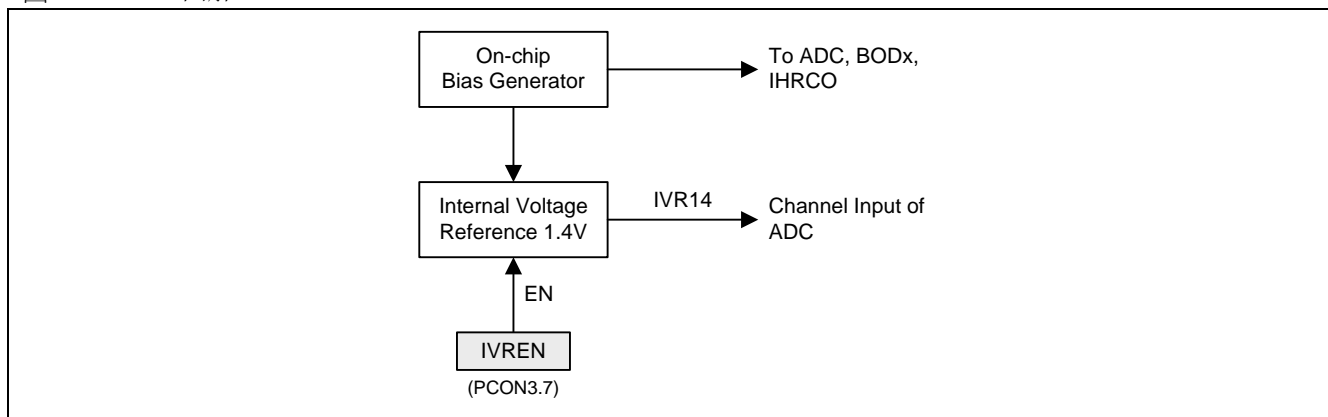 On-chip
Bias Generator
To ADC, BODx,
IHRCO
Internal Voltage
Reference 1.4V
IVR14
Channel Input of
ADC
EN
IVREN
(PCON3.7)